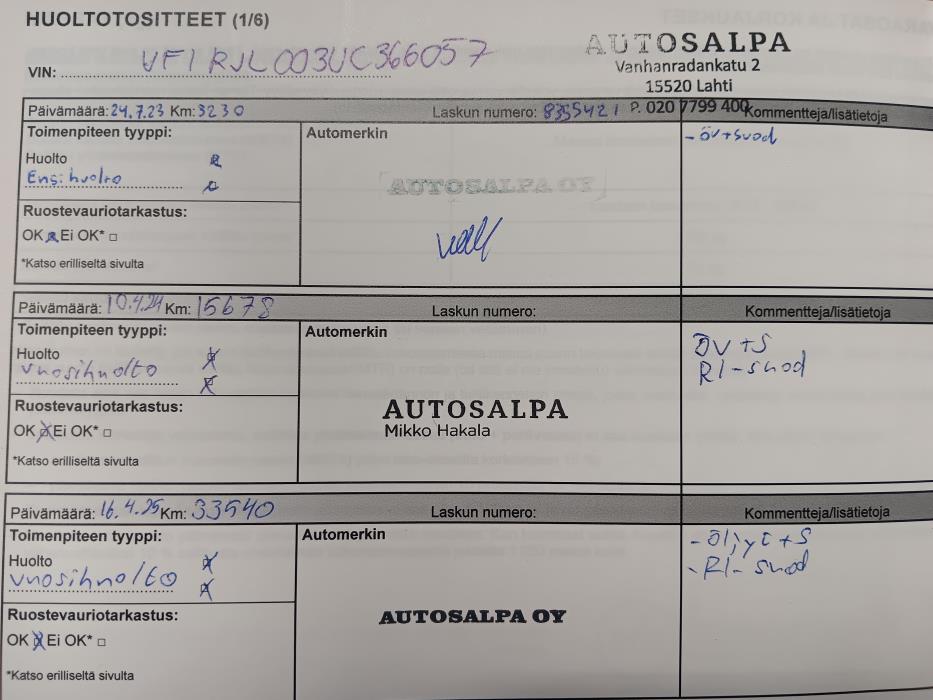 HUOLTOTOSITTEET (1/6)
AUTOSALPA
Vanhanradankatu 2
15520 Lahti
P. 020 7799 400
VIN: VF1RJL003UC366057
Päivämäärä: 24.7.23 Km: 3230 Laskun numero: 8355421 Kommentteja/lisätietoja
Toimenpiteen tyyppi: Automerkin - öv+suod
Huolto
Ensihuolto
AUTOSALPA OY
Ruostevauriotarkastus:
OK Ei OK* □
*Katso erilliseltä sivulta
Päivämäärä: 10.4.24 Km: 15678 Laskun numero: Kommentteja/lisätietoja
Toimenpiteen tyyppi: Automerkin
Huolto ÖV+S
vuosihuolto RI-suod
Ruostevauriotarkastus: AUTOSALPA
OK Ei OK* □ Mikko Hakala
*Katso erilliseltä sivulta
Päivämäärä: 16.4.25 Km: 33540 Laskun numero: Kommentteja/lisätietoja
Toimenpiteen tyyppi: Automerkin - Öljyt+S
Huolto - RI-suod
vuosihuolto
Ruostevauriotarkastus: AUTOSALPA OY
OK Ei OK* □
*Katso erilliseltä sivulta